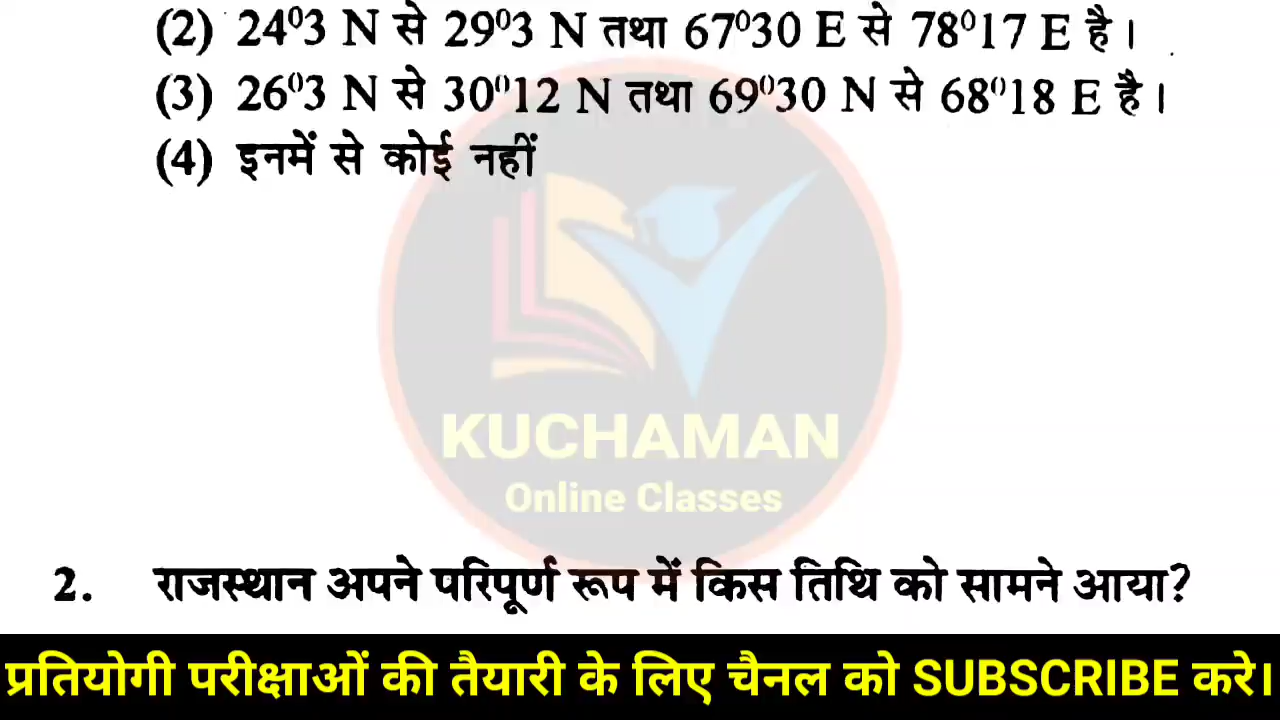 (2) 24⁰3 N से 29⁰3 N तथा 67⁰30 E से 78⁰17 E है।
(3) 26⁰3 N से 30⁰12 N तथा 69⁰30 N से 68⁰18 E है।
(4) इनमें से कोई नहीं
KUCHAMAN
Online Classes
2. राजस्थान अपने परिपूर्ण रूप में किस तिथि को सामने आया?
प्रतियोगी परीक्षाओं की तैयारी के लिए चैनल को SUBSCRIBE करे।